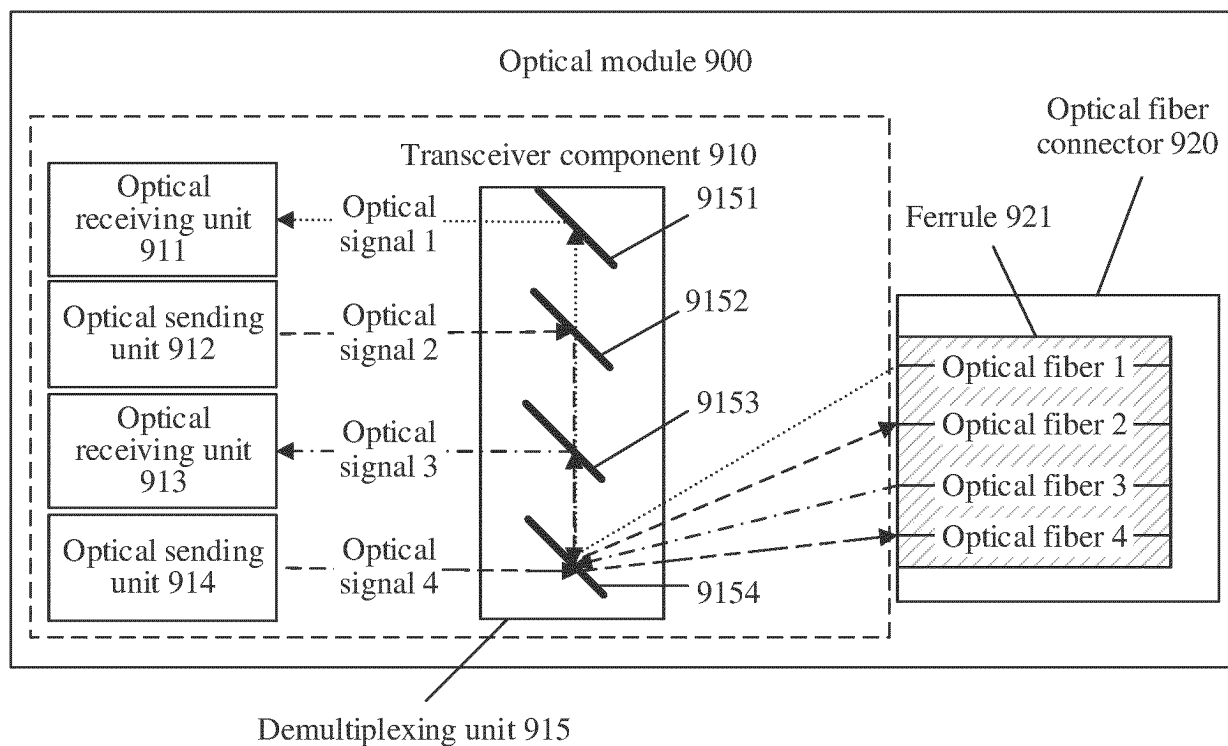 Optical module 900
Optical fiber
connector 920
Transceiver component 910
Optical
receiving unit
911
Optical
signal 1
9151
Ferrule 921
Optical sending
unit 912
Optical
signal 2
9152
Optical fiber 1
Optical
receiving unit
913
Optical
signal 3
9153
Optical fiber 2
Optical fiber 3
Optical sending
unit 914
Optical
signal 4
9154
Optical fiber 4
Demultiplexing unit 915